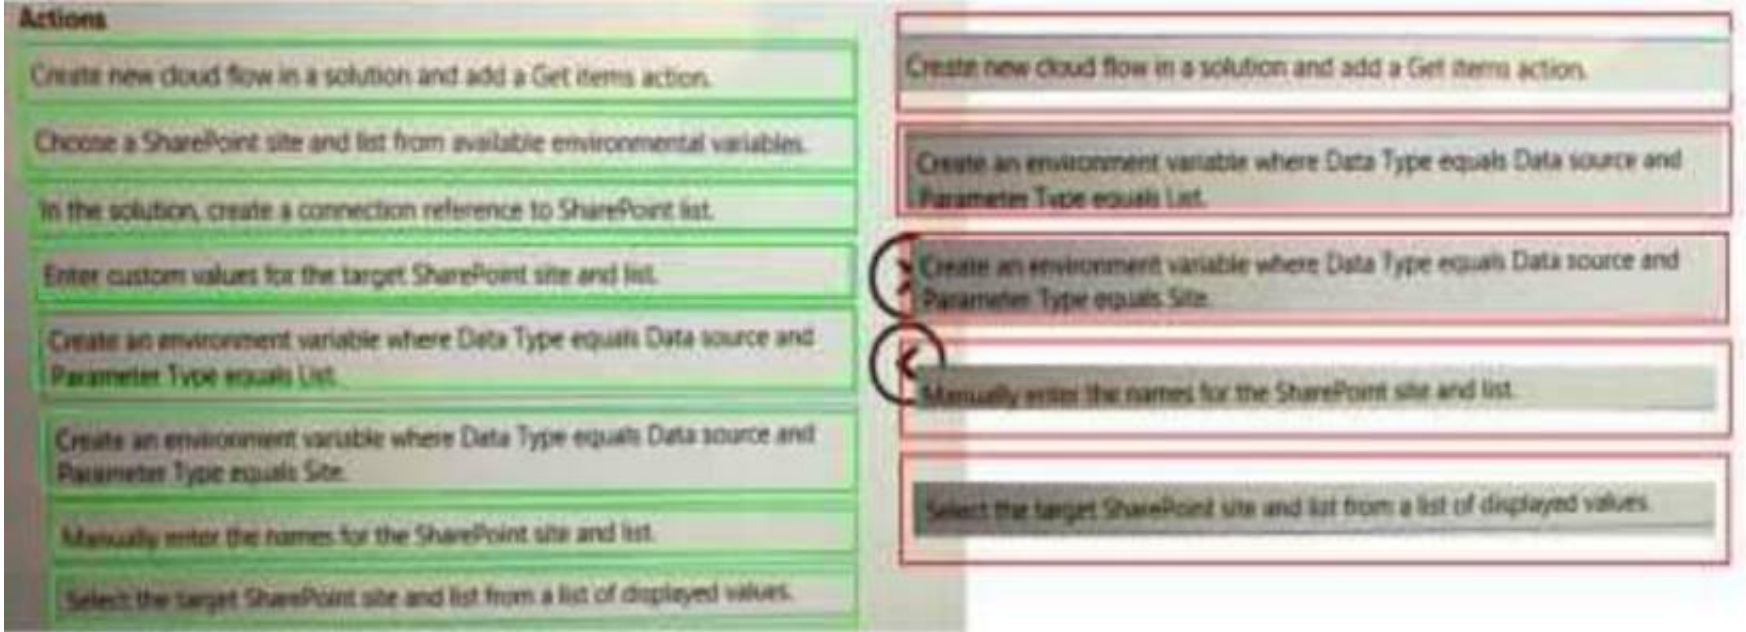 Actions
Create new cloud flow in a solution and add a Get items action.
Choose a SharePoint site and list from available environmental variables.
In the solution, create a connection reference to SharePoint list.
Enter custom values for the target SharePoint site and list.
Create an environment variable where Data Type equals Data source and
Parameter Type equals List.
Create an environment variable where Data Type equals Data source and
Parameter Type equals Site.
Manually enter the names for the SharePoint site and list.
Select the target SharePoint site and list from a list of displayed values.
Create new cloud flow in a solution and add a Get items action.
Create an environment variable where Data Type equals Data source and
Parameter Type equals List.
Create an environment variable where Data Type equals Data source and
Parameter Type equals Site.
Manually enter the names for the SharePoint site and list.
Select the target SharePoint site and list from a list of displayed values.